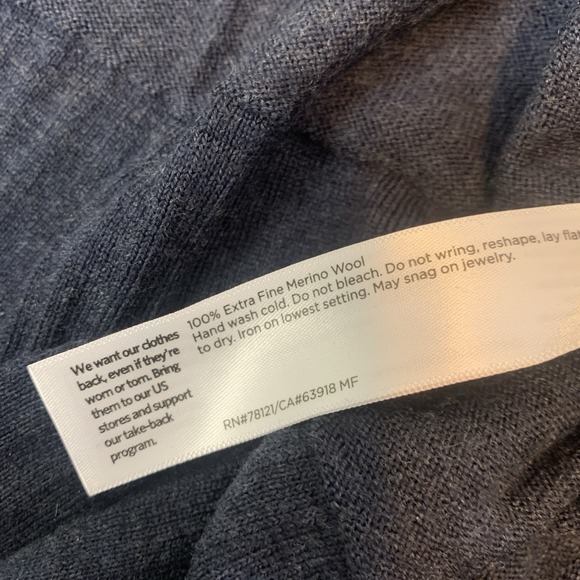 We want our clothes
back, even if they're
worn or torn. Bring
them to our US
stores and support
our take-back
program.
100% Extra Fine Merino Wool
Hand wash cold. Do not bleach. Do not wring, reshape, lay flat
to dry. Iron on lowest setting. May snag on jewelry.
RN#78121/CA#63918 MF